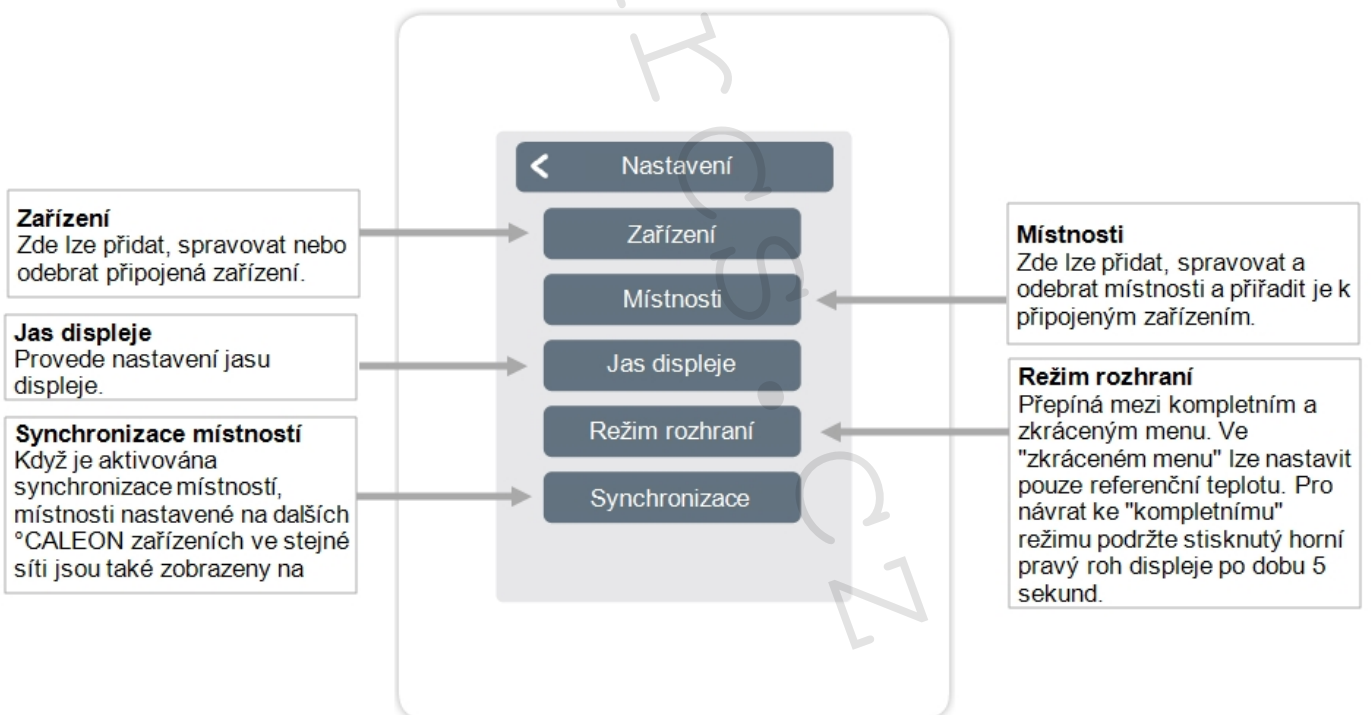 Nastavení
Zařízení
Místnosti
Jas displeje
Režim rozhraní
Synchronizace
Zařízení
Zde lze přidat, spravovat nebo
odebrat připojená zařízení.
Jas displeje
Provede nastavení jasu
displeje.
Synchronizace místností
Když je aktivována
synchronizace místností,
místnosti nastavené na dalších
°CALEON zařízeních ve stejné
síti jsou také zobrazeny na
Místnosti
Zde lze přidat, spravovat a
odebrat místnosti a přiřadit je k
připojeným zařízením.
Režim rozhraní
Přepíná mezi kompletním a
zkráceným menu. Ve
"zkráceném menu" lze nastavit
pouze referenční teplotu. Pro
návrat ke "kompletnímu"
režimu podržte stisknutý horní
pravý roh displeje po dobu 5
sekund.